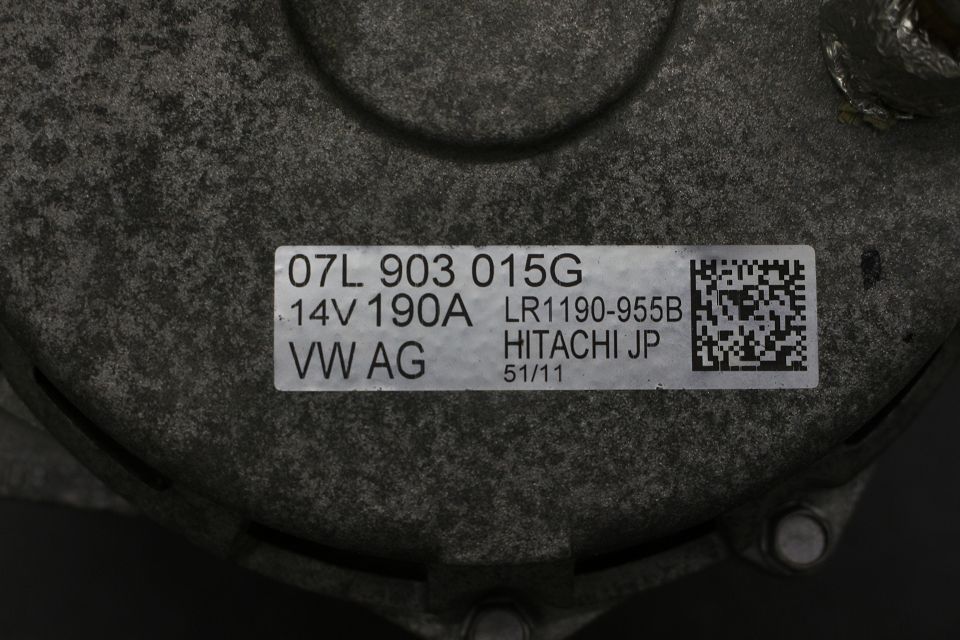 07L 903 015G
14V 190A LR1190-955B
VW AG HITACHI JP
51/11